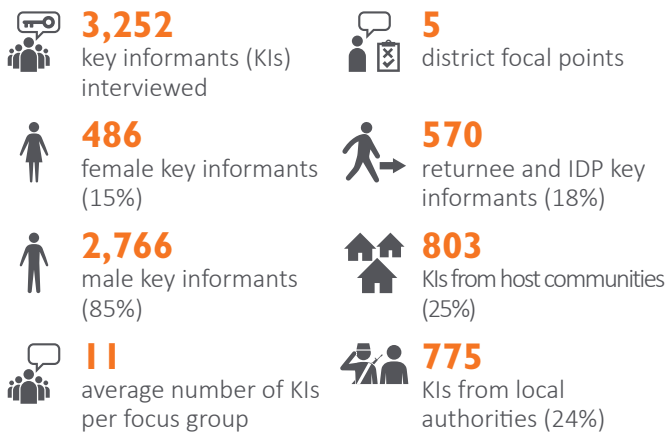 3,252
key informants (KIs)
interviewed
5
district focal points
486
female key informants
(15%)
570
returnee and IDP key
informants (18%)
2,766
male key informants
(85%)
803
KIs from host communities
(25%)
11
average number of KIs
per focus group
775
KIs from local
authorities (24%)